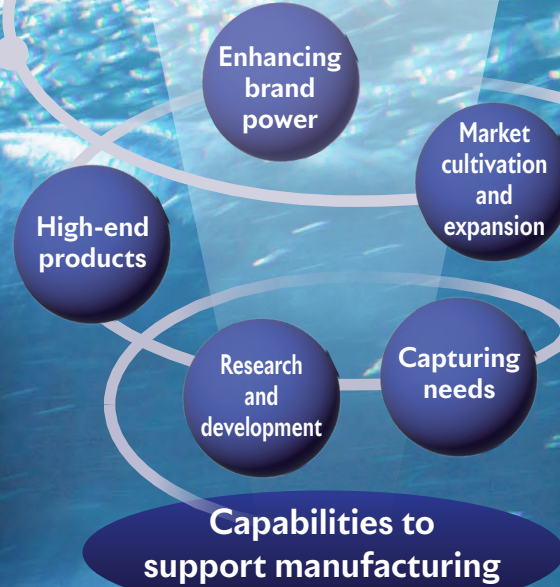 Enhancing
brand
power
Market
cultivation
and
expansion
High-end
products
Research
and
development
Capturing
needs
Capabilities to
support manufacturing